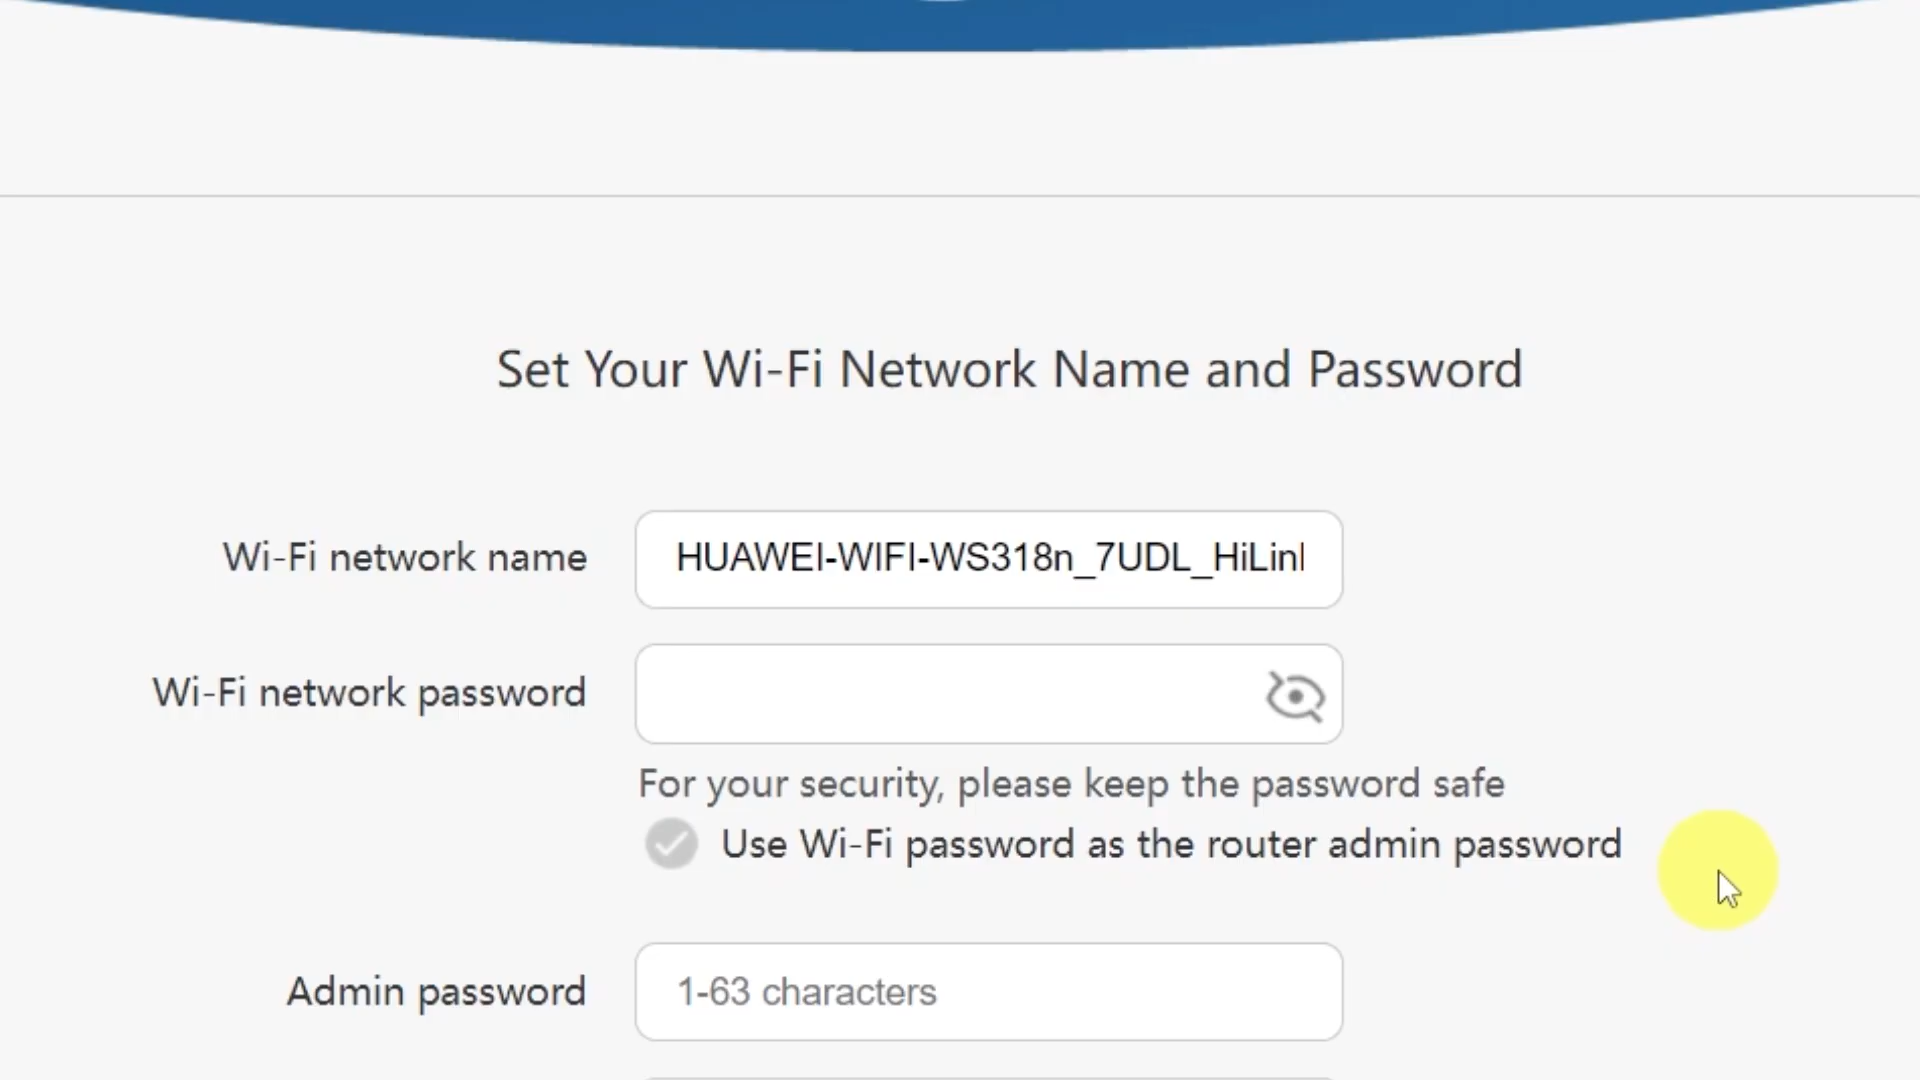 Set Your Wi-Fi Network Name and Password
Wi-Fi network name
HUAWEI-WIFI-WS318n_7UDL_HiLin
Wi-Fi network password
For your security, please keep the password safe
Use Wi-Fi password as the router admin password
Admin password
1-63 characters